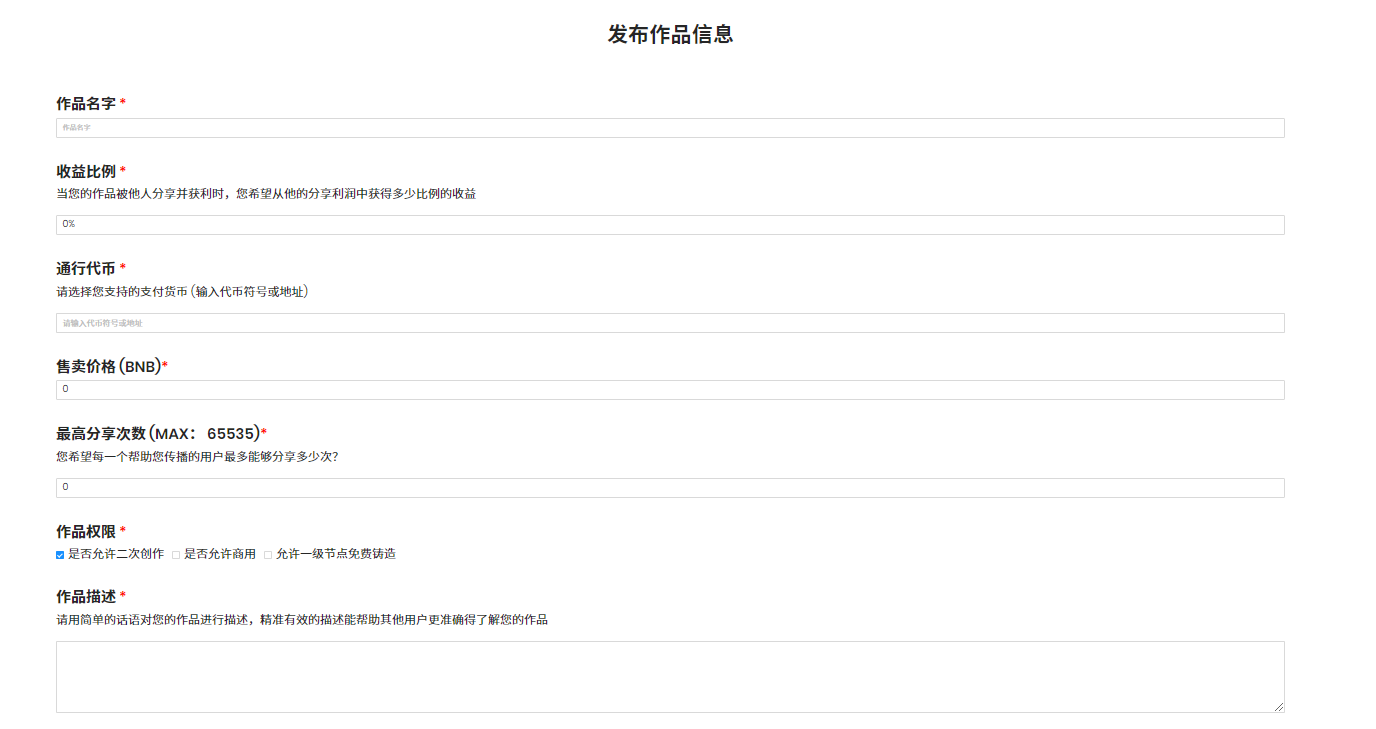 发布作品信息
作品名字 *
作品名字
收益比例 *
当您的作品被他人分享并获利时，您希望从他的分享利润中获得多少比例的收益
0%
通行代币 *
请选择您支持的支付货币 (输入代币符号或地址)
请输入代币符号或地址
售卖价格 (BNB)*
0
最高分享次数 (MAX： 65535)*
您希望每一个帮助您传播的用户最多能够分享多少次?
0
作品权限 *
是否允许二次创作 是否允许商用 允许一级节点免费铸造
作品描述 *
请用简单的话语对您的作品进行描述，精准有效的描述能帮助其他用户更准确得了解您的作品